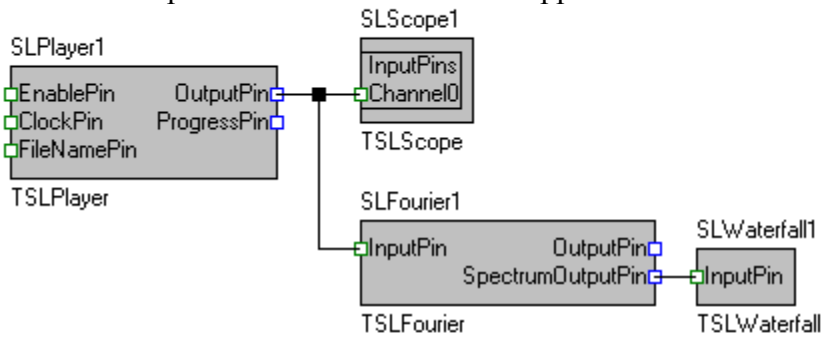 SLScope1
SLPlayer1
InputPins
EnablePin OutputPin
Channel0
ClockPin ProgressPin
FileNamePin
TSLScope
TSLPlayer
SLFourier1
SLWaterfall1
InputPin OutputPin
SpectrumOutputPin
InputPin
TSLFourier
TSLWaterfall